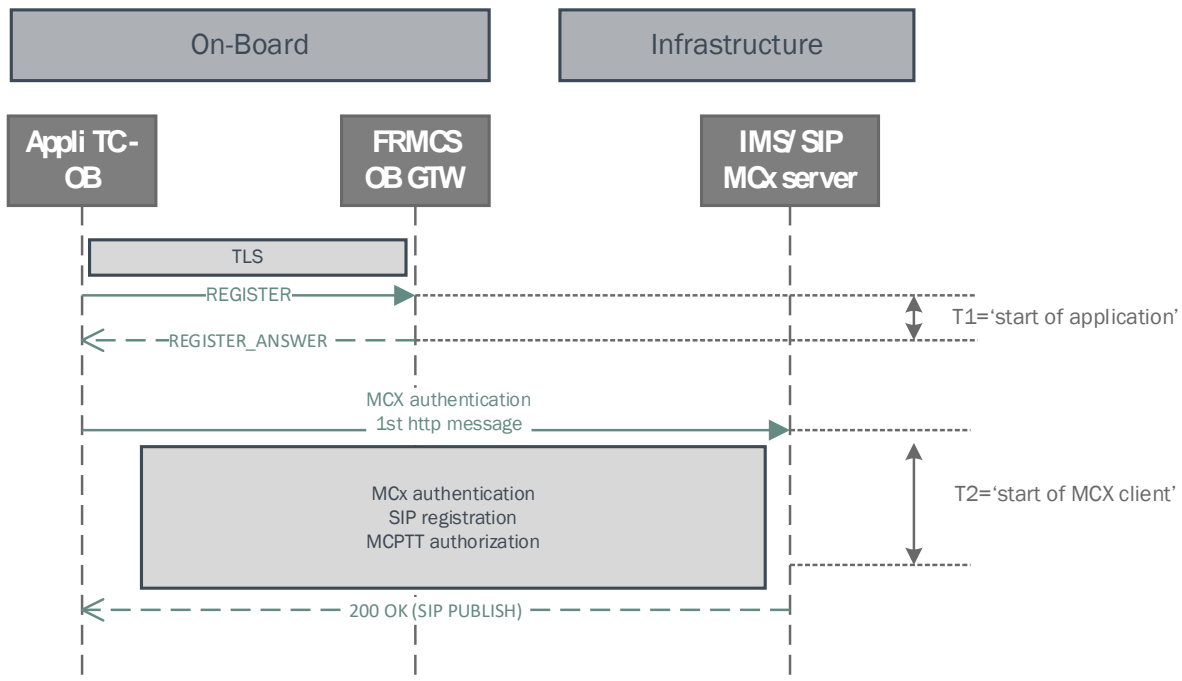 On-Board
Infrastructure
Appli TC-
OB
FRMCS
OB GTW
IMS/ SIP
MCx server
TLS
REGISTER
T1=‘start of application’
REGISTER_ANSWER
MCX authentication
1st http message
MCx authentication
SIP registration
MCPTT authorization
T2=‘start of MCX client’
200 OK (SIP PUBLISH)